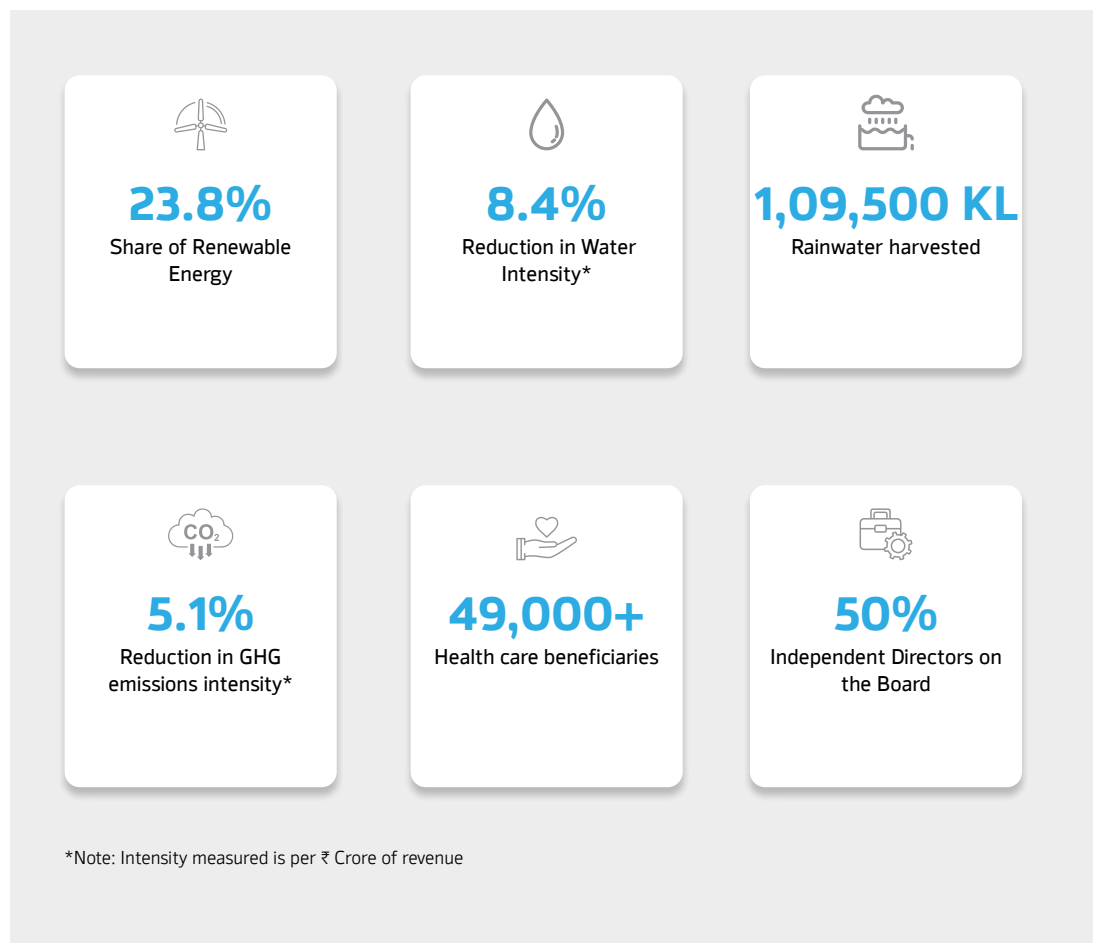 23.8%
Share of Renewable
Energy
8.4%
Reduction in Water
Intensity*
1,09,500 KL
Rainwater harvested
CO₂
5.1%
Reduction in GHG
emissions intensity*
49,000+
Health care beneficiaries
50%
Independent Directors on
the Board
*Note: Intensity measured is per ₹ Crore of revenue